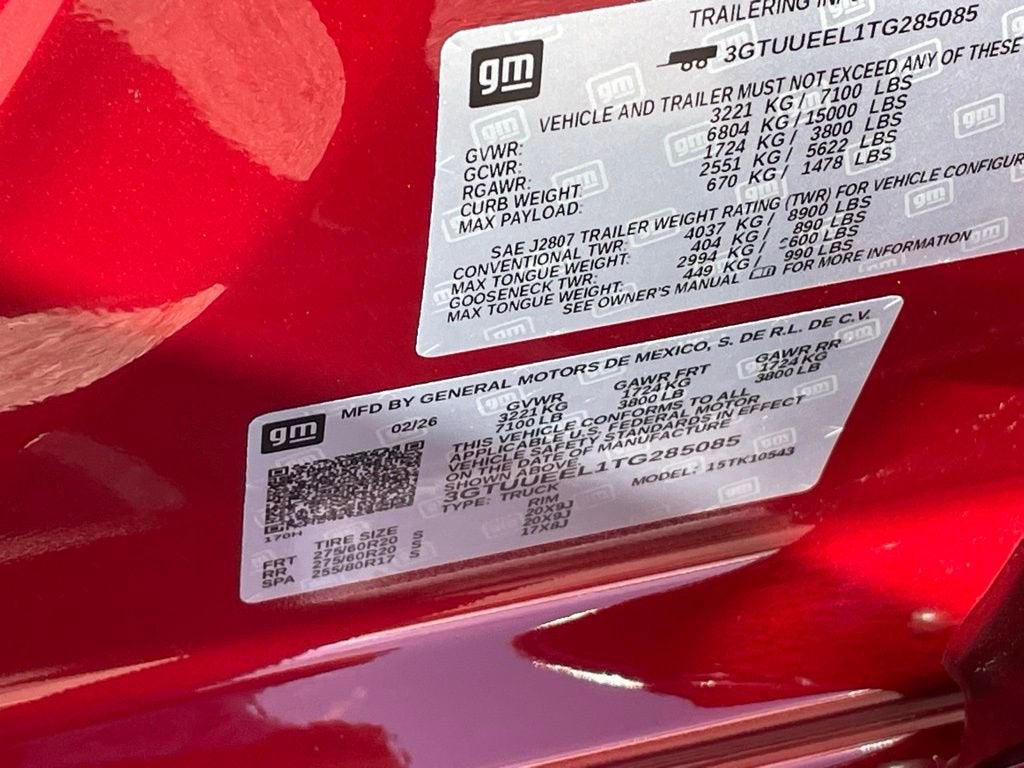 TRAILERING IN
gm
3GTUUEEL1TG285085
VEHICLE AND TRAILER MUST NOT EXCEED ANY OF THESE
GVWR: 3221 KG / 7100 LBS
GCWR: 6804 KG / 15000 LBS
RGAWR: 1724 KG / 3800 LBS
CURB WEIGHT: 2551 KG / 5622 LBS
MAX PAYLOAD: 670 KG / 1478 LBS
SAE J2807 TRAILER WEIGHT RATING (TWR) FOR VEHICLE CONFIGUR
CONVENTIONAL TWR: 4037 KG / 8900 LBS
MAX TONGUE WEIGHT: 404 KG / 890 LBS
GOOSENECK TWR: 2994 KG / 600 LBS
MAX TONGUE WEIGHT: 449 KG / 990 LBS
SEE OWNER'S MANUAL FOR MORE INFORMATION
gm
MFD BY GENERAL MOTORS DE MEXICO, S. DE R.L. DE C.V.
02/26 GVWR GAWR FRT GAWR RR
3221 KG 1724 KG 1724 KG
7100 LB 3800 LB 3800 LB
THIS VEHICLE CONFORMS TO ALL
APPLICABLE U.S. FEDERAL MOTOR
VEHICLE SAFETY STANDARDS IN EFFECT
ON THE DATE OF MANUFACTURE
SHOWN ABOVE.
3GTUUEEL1TG285085
TYPE: TRUCK MODEL: 15TK10543
170H
TIRE SIZE RIM
FRT 275/60R20 S 20X9J
RR 275/60R20 S 20X9J
SPA 255/80R17 S 17X8J